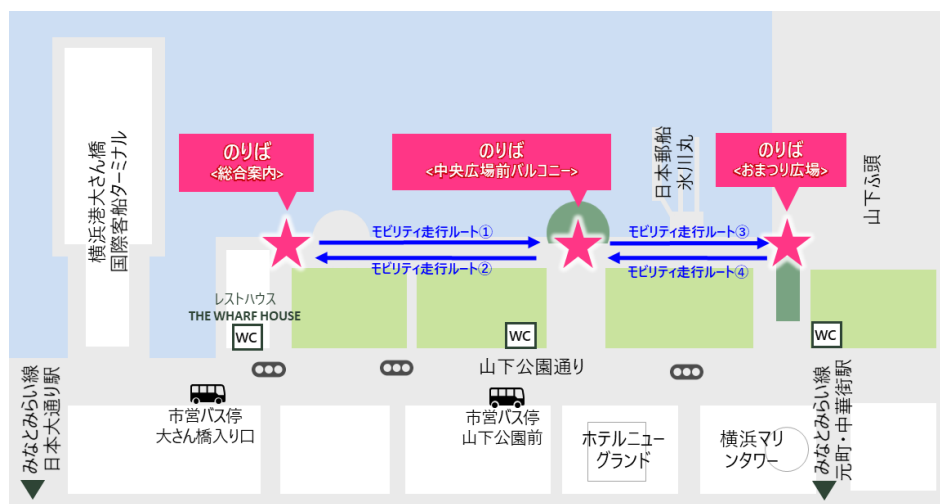 横浜港大さん橋
国際客船ターミナル
のりば
<総合案内>
のりば
<中央広場前バルコニー>
日本郵船
氷川丸
のりば
<おまつり広場>
山下ふ頭
モビリティ走行ルート①
モビリティ走行ルート②
モビリティ走行ルート③
モビリティ走行ルート④
レストハウス
THE WHARF HOUSE
WC
WC
WC
山下公園通り
みなとみらい線
日本大通り駅
市営バス停
大さん橋入り口
市営バス停
山下公園前
ホテルニュー
グランド
横浜マリ
ンタワー
みなとみらい線
元町・中華街駅